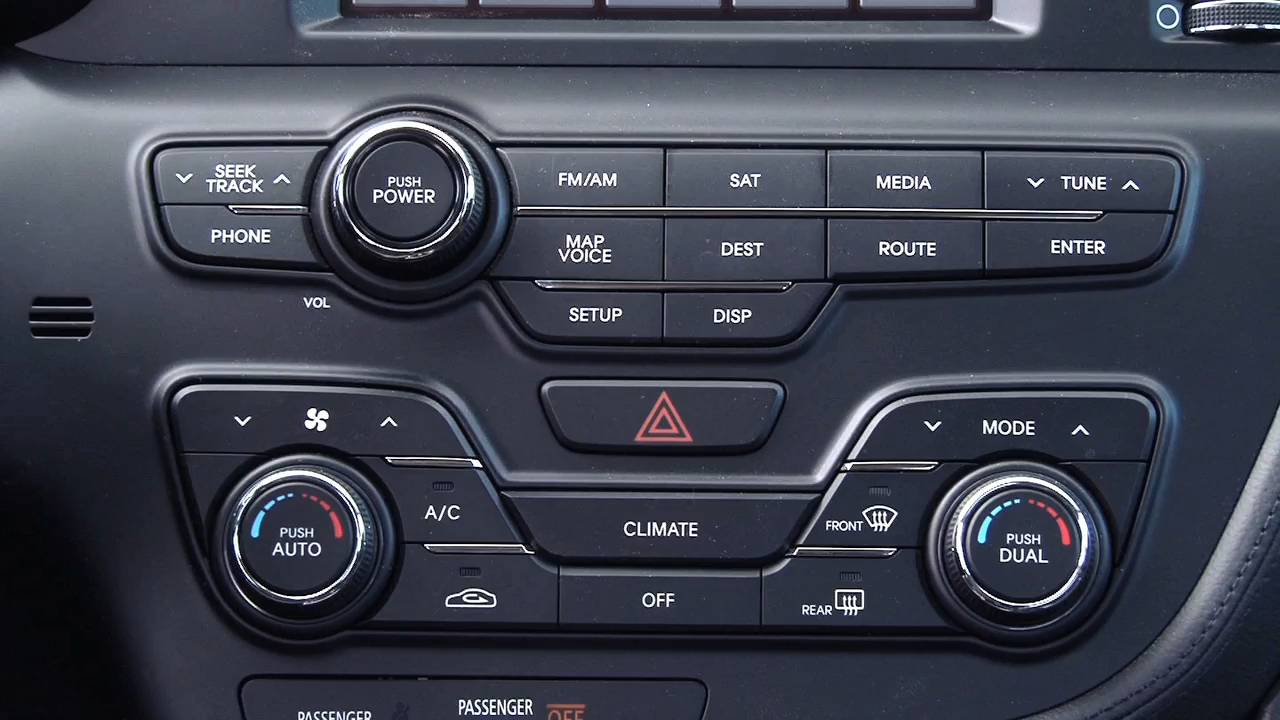 SEEK
TRACK
PUSH
POWER
FM/AM
SAT
MEDIA
TUNE
PHONE
MAP
VOICE
DEST
ROUTE
ENTER
VOL
SETUP
DISP
MODE
A/C
CLIMATE
FRONT
PUSH
AUTO
PUSH
DUAL
OFF
REAR
PASSENGER
PASSENGER
OFF